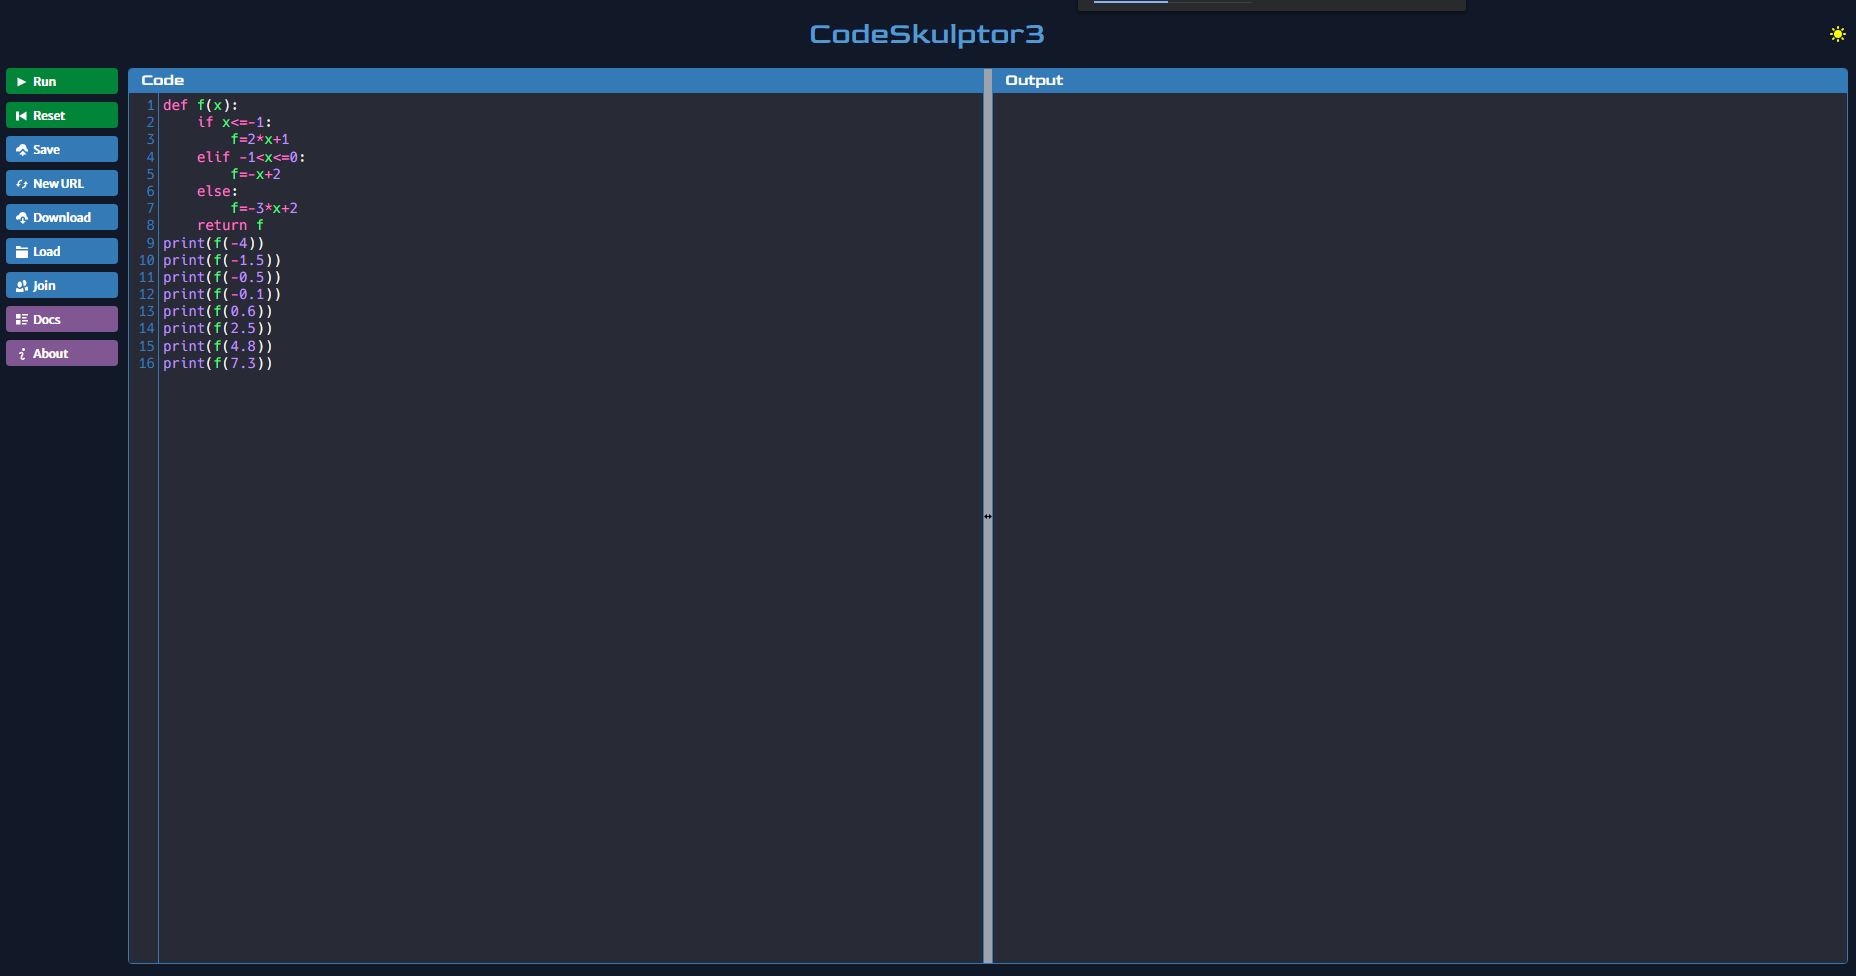 CodeSkulptor3
Run
Reset
Save
New URL
Download
Load
Join
Docs
About
Code
1 def f(x):
2     if x<=-1:
3         f=2*x+1
4     elif -1<x<=0:
5         f=-x+2
6     else:
7         f=-3*x+2
8     return f
9 print(f(-4))
10 print(f(-1.5))
11 print(f(-0.5))
12 print(f(-0.1))
13 print(f(0.6))
14 print(f(2.5))
15 print(f(4.8))
16 print(f(7.3))
Output